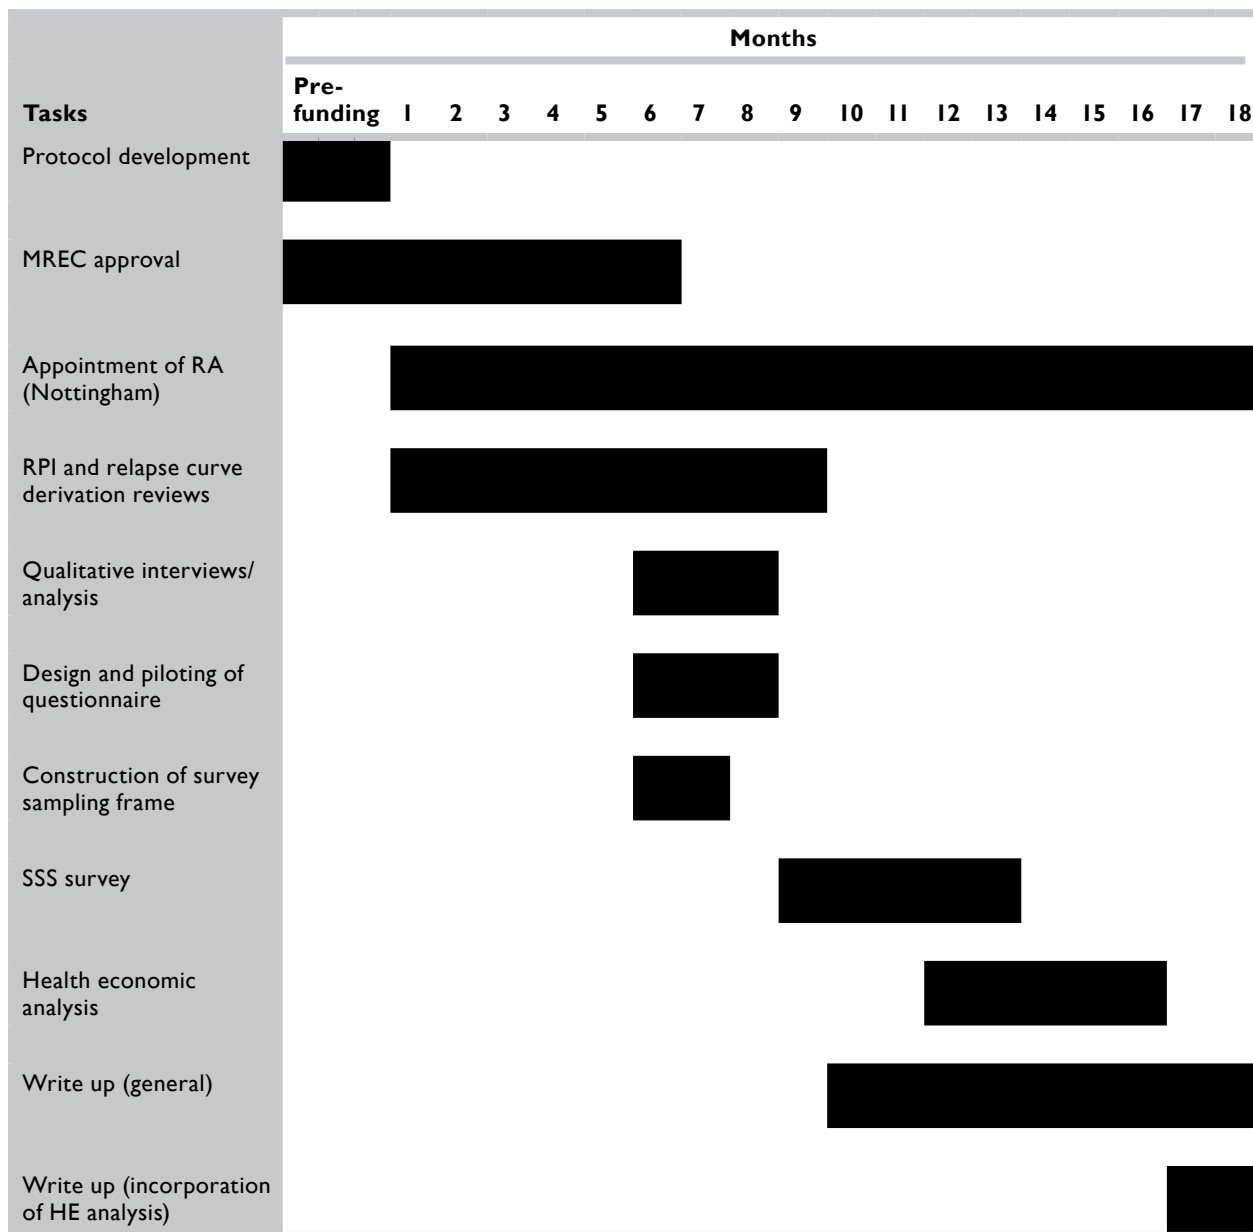 Months
Tasks
Pre-
funding 1 2 3 4 5 6 7 8 9 10 11 12 13 14 15 16 17 18
Protocol development
MREC approval
Appointment of RA
(Nottingham)
RPI and relapse curve
derivation reviews
Qualitative interviews/
analysis
Design and piloting of
questionnaire
Construction of survey
sampling frame
SSS survey
Health economic
analysis
Write up (general)
Write up (incorporation
of HE analysis)